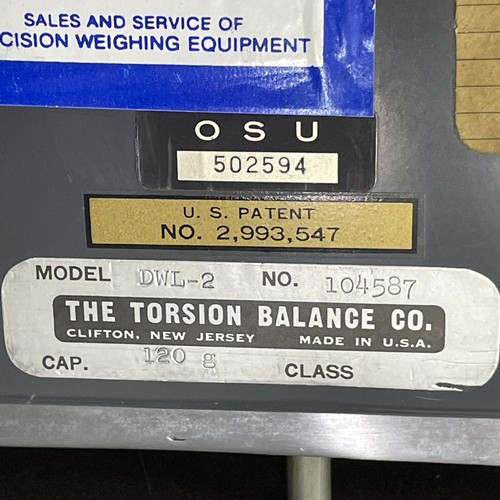 SALES AND SERVICE OF
CISION WEIGHING EQUIPMENT
OSU
502594
U. S. PATENT
NO. 2,993,547
MODEL DWL-2 NO. 104587
THE TORSION BALANCE CO.
CLIFTON, NEW JERSEY MADE IN U.S.A.
CAP. 120 g CLASS